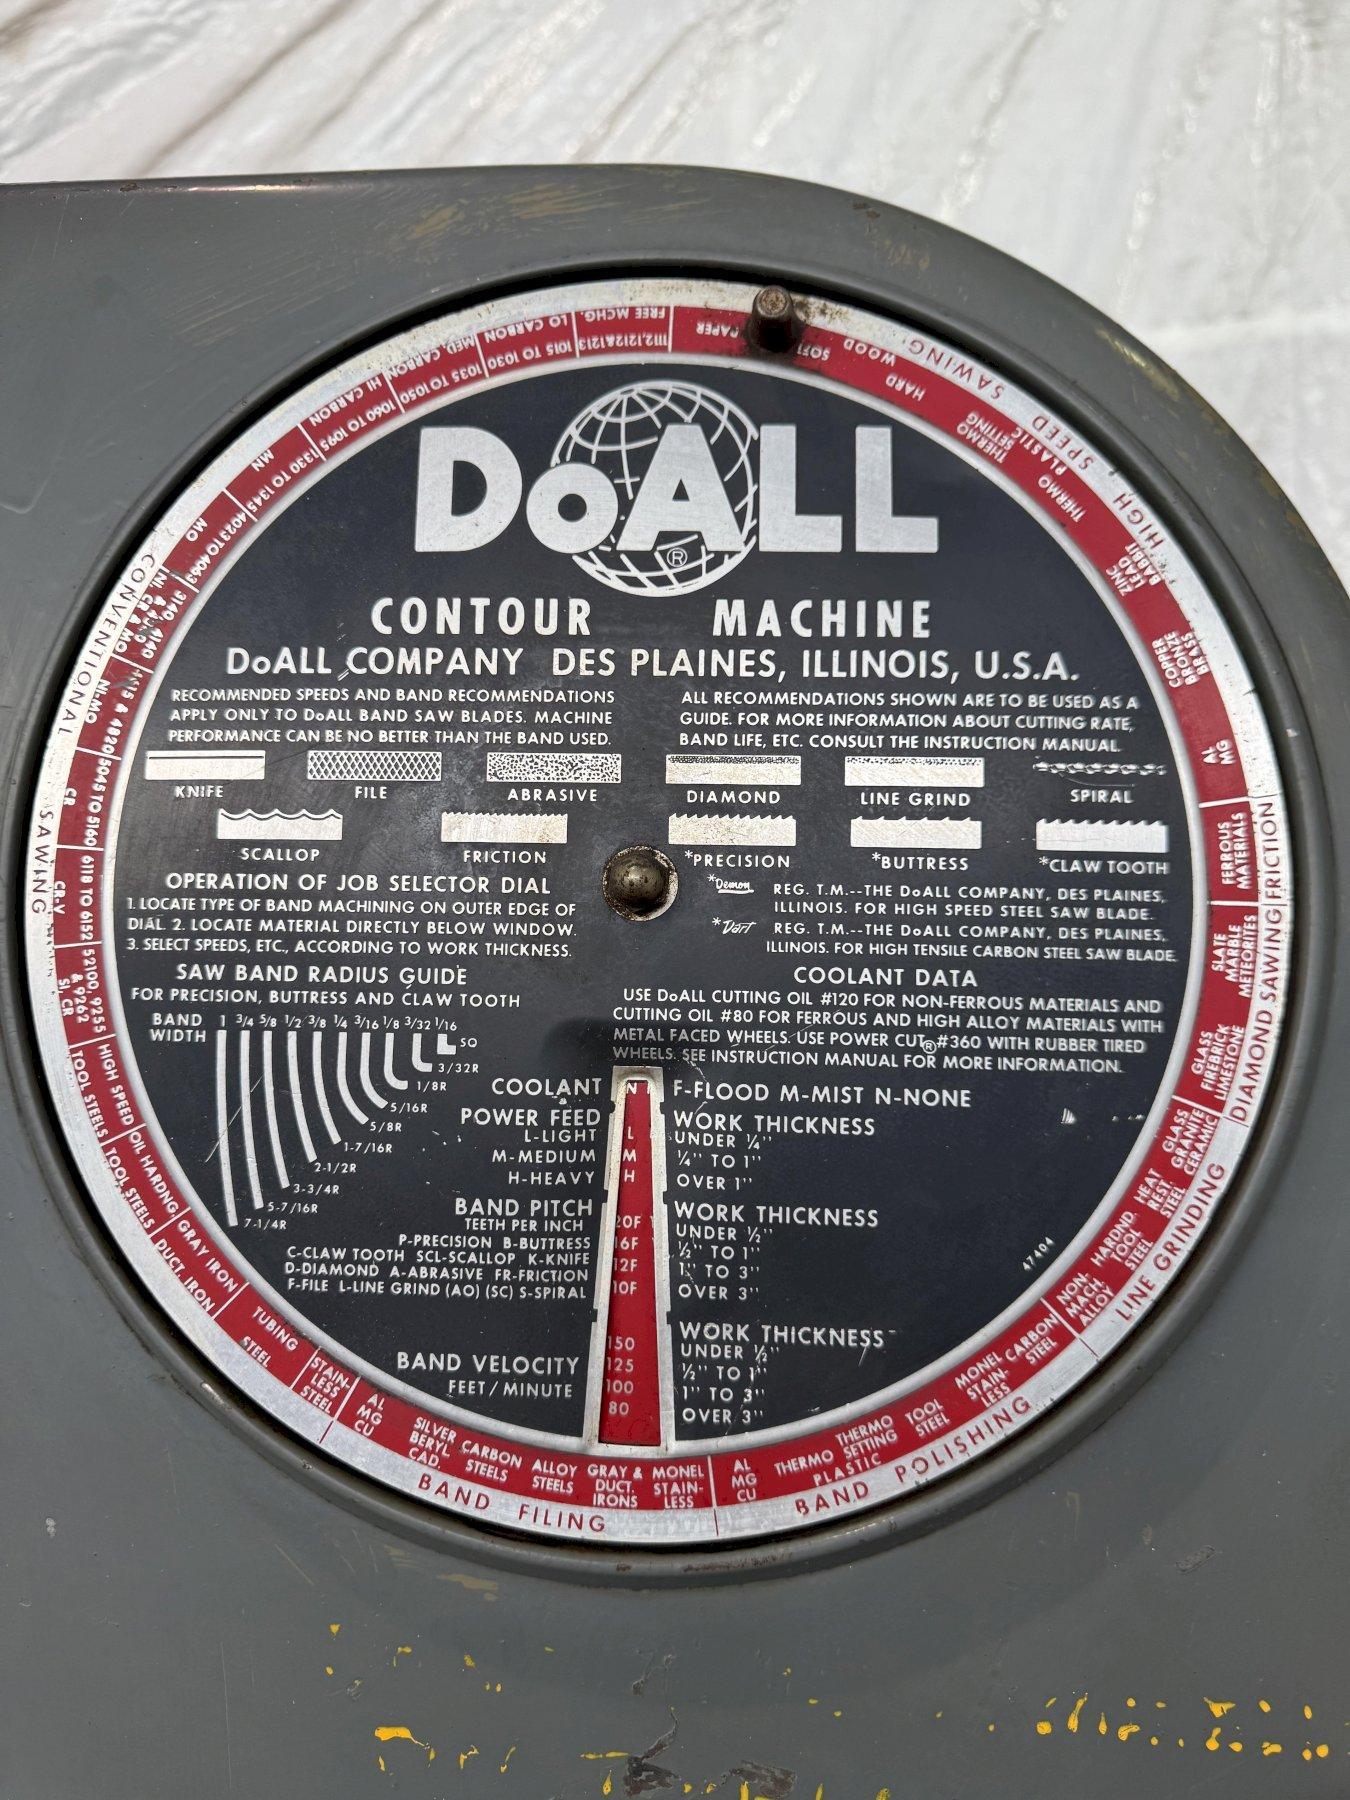 DoALL
®
CONTOUR MACHINE
DoALL COMPANY DES PLAINES, ILLINOIS, U.S.A.
RECOMMENDED SPEEDS AND BAND RECOMMENDATIONS
APPLY ONLY TO DoALL BAND SAW BLADES. MACHINE
PERFORMANCE CAN BE NO BETTER THAN THE BAND USED.
ALL RECOMMENDATIONS SHOWN ARE TO BE USED AS A
GUIDE. FOR MORE INFORMATION ABOUT CUTTING RATE,
BAND LIFE, ETC. CONSULT THE INSTRUCTION MANUAL.
KNIFE FILE ABRASIVE DIAMOND LINE GRIND SPIRAL
SCALLOP FRICTION *PRECISION *BUTTRESS *CLAW TOOTH
OPERATION OF JOB SELECTOR DIAL
1. LOCATE TYPE OF BAND MACHINING ON OUTER EDGE OF
DIAL. 2. LOCATE MATERIAL DIRECTLY BELOW WINDOW.
3. SELECT SPEEDS, ETC., ACCORDING TO WORK THICKNESS.
*Demon REG. T.M.--THE DoALL COMPANY, DES PLAINES,
ILLINOIS. FOR HIGH SPEED STEEL SAW BLADE.
*Dart REG. T.M.--THE DoALL COMPANY, DES PLAINES,
ILLINOIS. FOR HIGH TENSILE CARBON STEEL SAW BLADE.
SAW BAND RADIUS GUIDE
FOR PRECISION, BUTTRESS AND CLAW TOOTH
BAND WIDTH 1 3/4 5/8 1/2 3/8 1/4 3/16 1/8 3/32 1/16
SQ
3/32R
1/8R
5/16R
5/8R
1-7/16R
2-1/2R
3-3/4R
5-7/16R
7-1/4R
COOLANT DATA
USE DoALL CUTTING OIL #120 FOR NON-FERROUS MATERIALS AND
CUTTING OIL #80 FOR FERROUS AND HIGH ALLOY MATERIALS WITH
METAL FACED WHEELS. USE POWER CUT® #360 WITH RUBBER TIRED
WHEELS. SEE INSTRUCTION MANUAL FOR MORE INFORMATION.
COOLANT N F-FLOOD M-MIST N-NONE
POWER FEED WORK THICKNESS
L-LIGHT L UNDER 1/4"
M-MEDIUM M 1/4" TO 1"
H-HEAVY H OVER 1"
BAND PITCH WORK THICKNESS
TEETH PER INCH 20F UNDER 1/2"
P-PRECISION B-BUTTRESS 16F 1/2" TO 1"
C-CLAW TOOTH SCL-SCALLOP K-KNIFE 12F 1" TO 3"
D-DIAMOND A-ABRASIVE FR-FRICTION 10F OVER 3"
F-FILE L-LINE GRIND (AO) (SC) S-SPIRAL
47404
WORK THICKNESS
150 UNDER 1/2"
BAND VELOCITY 125 1/2" TO 1"
FEET/MINUTE 100 1" TO 3"
80 OVER 3"
CONVENTIONAL SAWING
FREE MCHG. 1112,1212&1213
LO CARBON 1015 TO 1030
MED. CARBON 1035 TO 1050
HI CARBON 1060 TO 1095
MN 1330 TO 1345
MO 4023 TO 4063
NI. MO 4615 & 4820
CR 5045 TO 5160
CR-V 6118 TO 6152
52100, 9255 & 9262 SI, CR
HIGH SPEED TOOL STEELS
OIL HARDNG. TOOL STEELS
GRAY IRON DUCT. IRON
TUBING STEEL
STAINLESS STEEL
BAND FILING
AL MG CU
SILVER BERYL CAD.
CARBON STEELS
ALLOY STEELS
GRAY & DUCT. IRONS
MONEL STAINLESS
BAND POLISHING
AL MG CU
THERMO THERMO SETTING PLASTIC
TOOL STEEL
MONEL STAINLESS
CARBON STEEL
LINE GRINDING
NON-MACH. ALLOY
HARDND. TOOL STEEL
HEAT REST. STEEL
GLASS GRANITE CERAMIC
DIAMOND SAWING
GLASS FIREBRICK LIMESTONE
SLATE MARBLE METEORITES
FRICTION
FERROUS MATERIALS
HIGH SPEED SAWING
AL MG
COPPER BRONZE BRASS
ZINC LEAD BABBIT
THERMO THERMO SETTING PLASTIC
HARD SOFT WOOD
PAPER